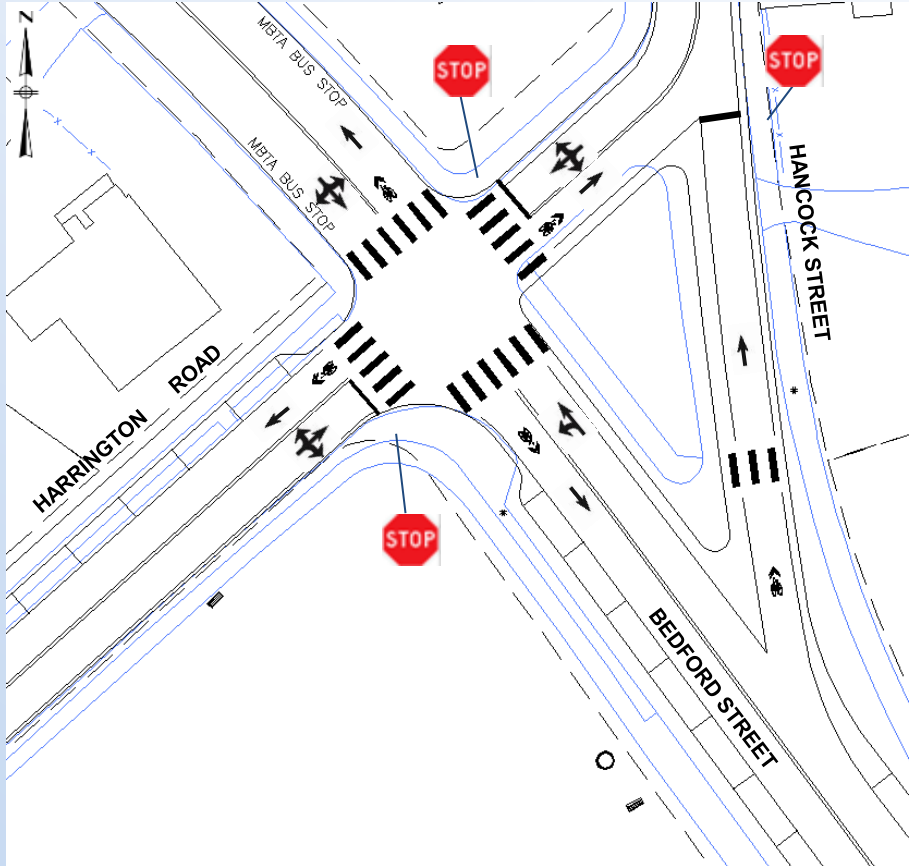 N
MBTA BUS STOP
STOP
STOP
MBTA BUS STOP
HANCOCK STREET
HARRINGTON ROAD
STOP
BEDFORD STREET